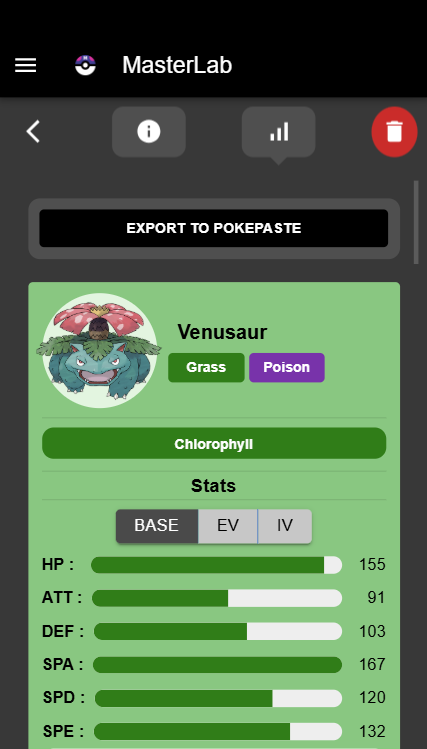 MasterLab
EXPORT TO POKEPASTE
Venusaur
Grass Poison
Chlorophyll
Stats
BASE EV IV
HP : 155
ATT : 91
DEF : 103
SPA : 167
SPD : 120
SPE : 132